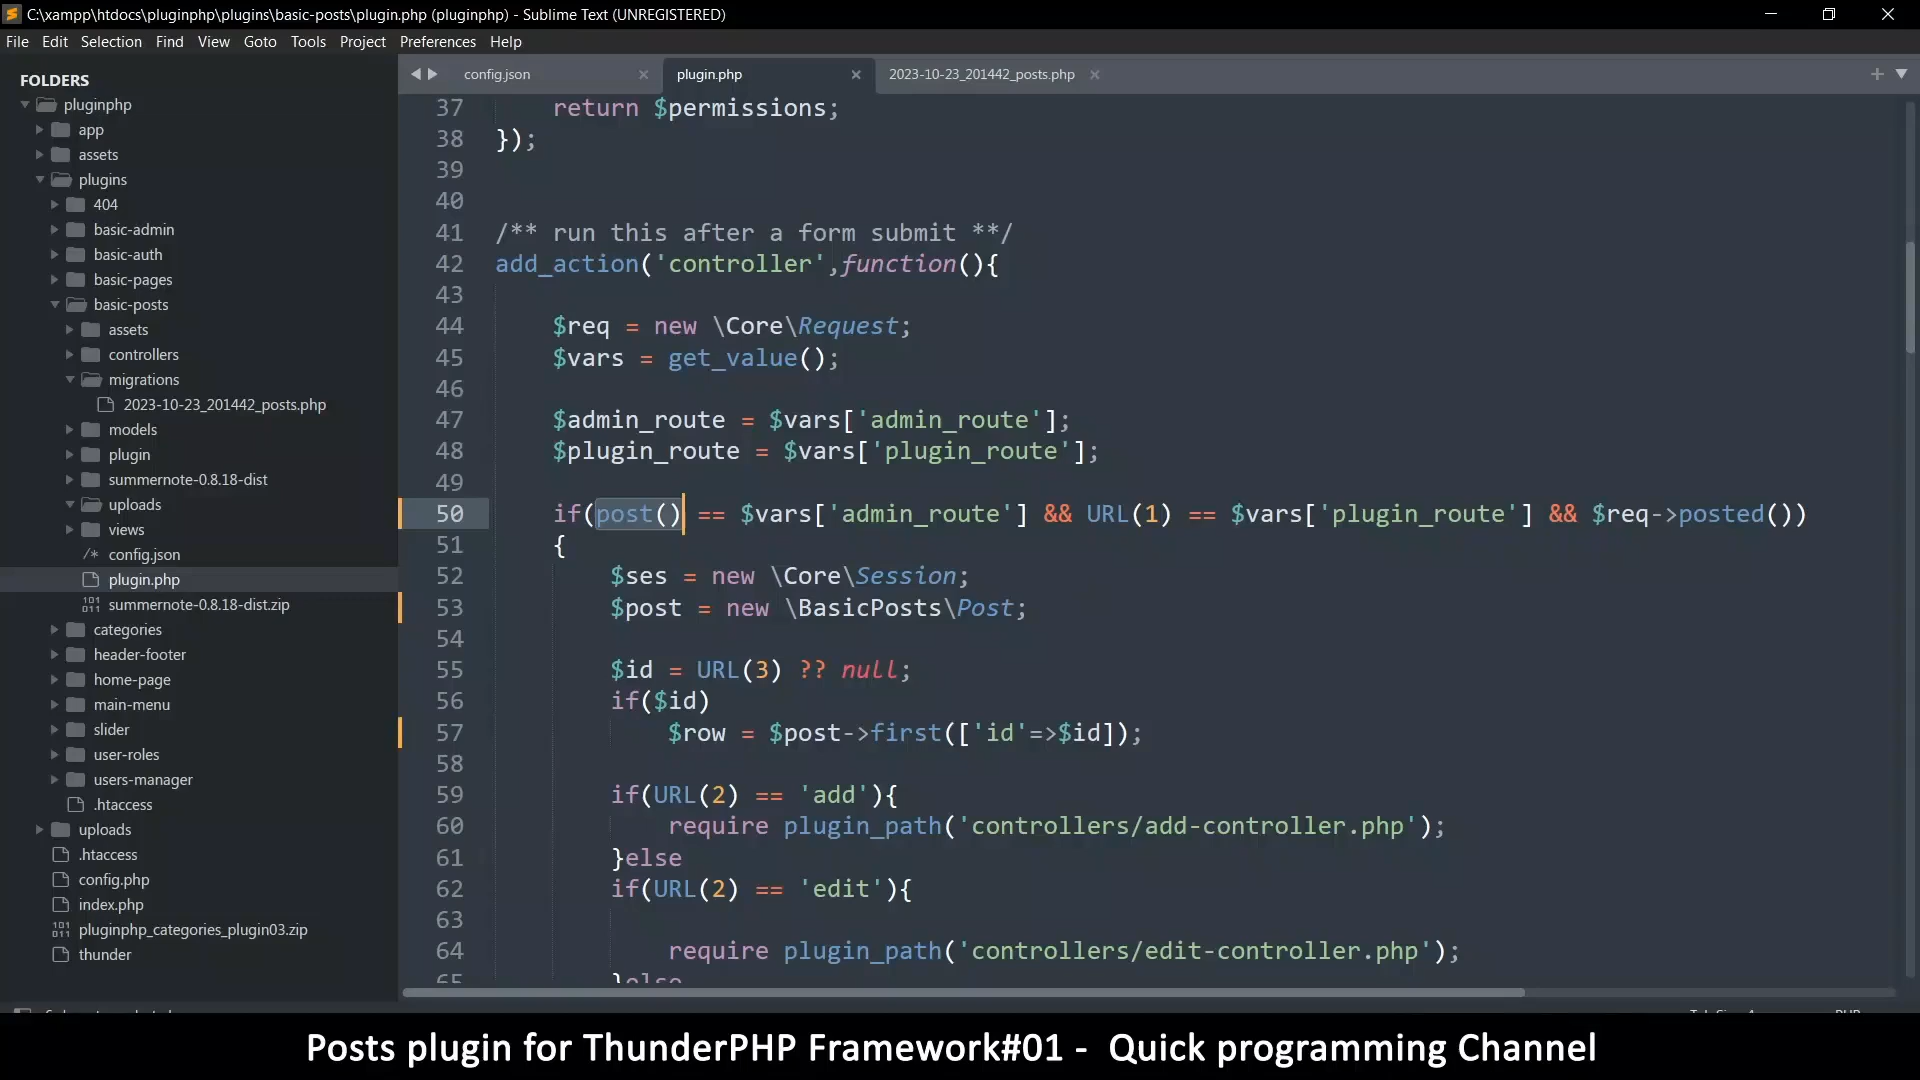 C:\xampp\htdocs\pluginphp\plugins\basic-posts\plugin.php (pluginphp) - Sublime Text (UNREGISTERED)
File Edit Selection Find View Goto Tools Project Preferences Help
FOLDERS
pluginphp
app
assets
plugins
404
basic-admin
basic-auth
basic-pages
basic-posts
assets
controllers
migrations
2023-10-23_201442_posts.php
models
plugin
summernote-0.8.18-dist
uploads
views
config.json
plugin.php
summernote-0.8.18-dist.zip
categories
header-footer
home-page
main-menu
slider
user-roles
users-manager
.htaccess
uploads
.htaccess
config.php
index.php
pluginphp_categories_plugin03.zip
thunder
config.json plugin.php 2023-10-23_201442_posts.php
37 return $permissions;
38 });
39
40
41 /** run this after a form submit **/
42 add_action('controller',function(){
43
44 $req = new \Core\Request;
45 $vars = get_value();
46
47 $admin_route = $vars['admin_route'];
48 $plugin_route = $vars['plugin_route'];
49
50 if(post() == $vars['admin_route'] && URL(1) == $vars['plugin_route'] && $req->posted())
51 {
52 $ses = new \Core\Session;
53 $post = new \BasicPosts\Post;
54
55 $id = URL(3) ?? null;
56 if($id)
57 $row = $post->first(['id'=>$id]);
58
59 if(URL(2) == 'add'){
60 require plugin_path('controllers/add-controller.php');
61 }else
62 if(URL(2) == 'edit'){
63
64 require plugin_path('controllers/edit-controller.php');
65 }else
Posts plugin for ThunderPHP Framework#01 - Quick programming Channel